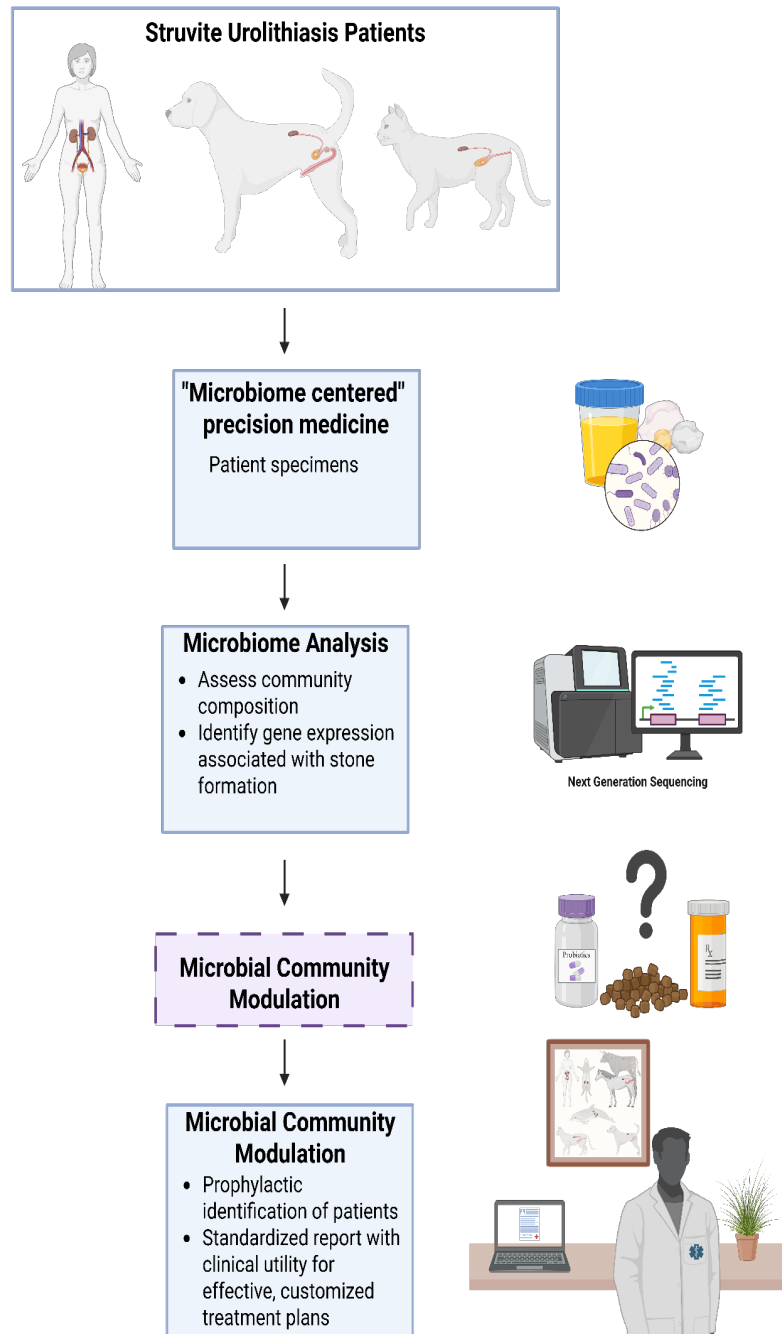 Struvite Urolithiasis Patients
"Microbiome centered"
precision medicine
Patient specimens
Microbiome Analysis
• Assess community
composition
• Identify gene expression
associated with stone
formation
Next Generation Sequencing
Microbial Community
Modulation
?
Probiotics
Rx
Microbial Community
Modulation
• Prophylactic
identification of patients
• Standardized report with
clinical utility for
effective, customized
treatment plans